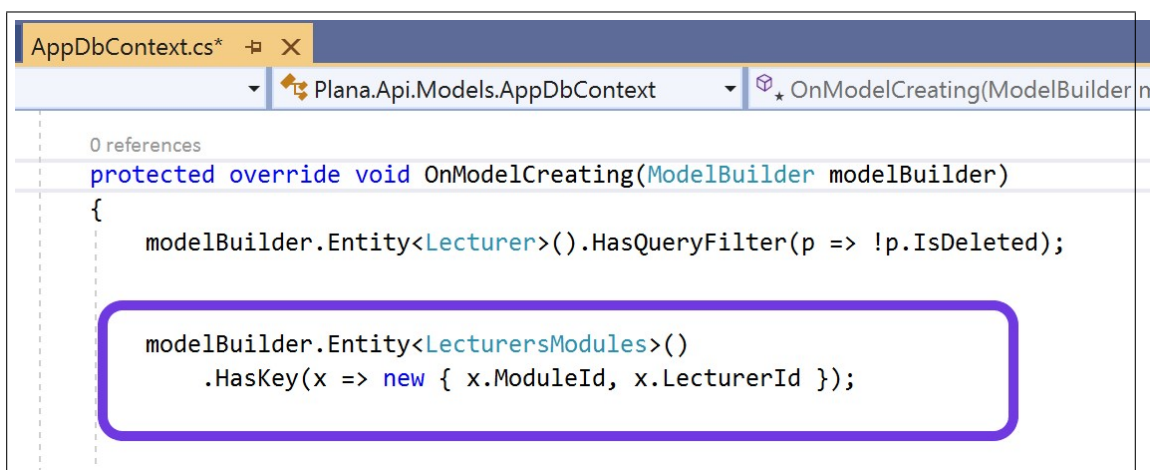 AppDbContext.cs*
Plana.Api.Models.AppDbContext OnModelCreating(ModelBuilder
0 references
protected override void OnModelCreating(ModelBuilder modelBuilder)
{
modelBuilder.Entity<Lecturer>().HasQueryFilter(p => !p.IsDeleted);
modelBuilder.Entity<LecturersModules>()
.HasKey(x => new { x.ModuleId, x.LecturerId });